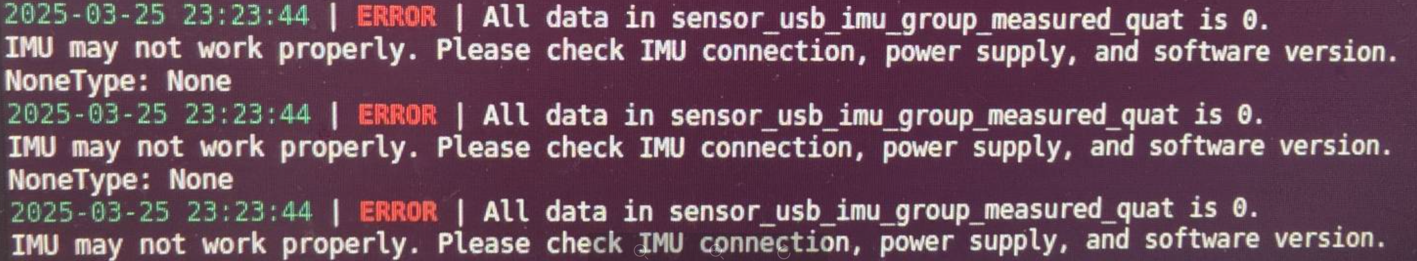 2025-03-25 23:23:44 | ERROR | All data in sensor_usb_imu_group_measured_quat is 0.
IMU may not work properly. Please check IMU connection, power supply, and software version.
NoneType: None
2025-03-25 23:23:44 | ERROR | All data in sensor_usb_imu_group_measured_quat is 0.
IMU may not work properly. Please check IMU connection, power supply, and software version.
NoneType: None
2025-03-25 23:23:44 | ERROR | All data in sensor_usb_imu_group_measured_quat is 0.
IMU may not work properly. Please check IMU connection, power supply, and software version.